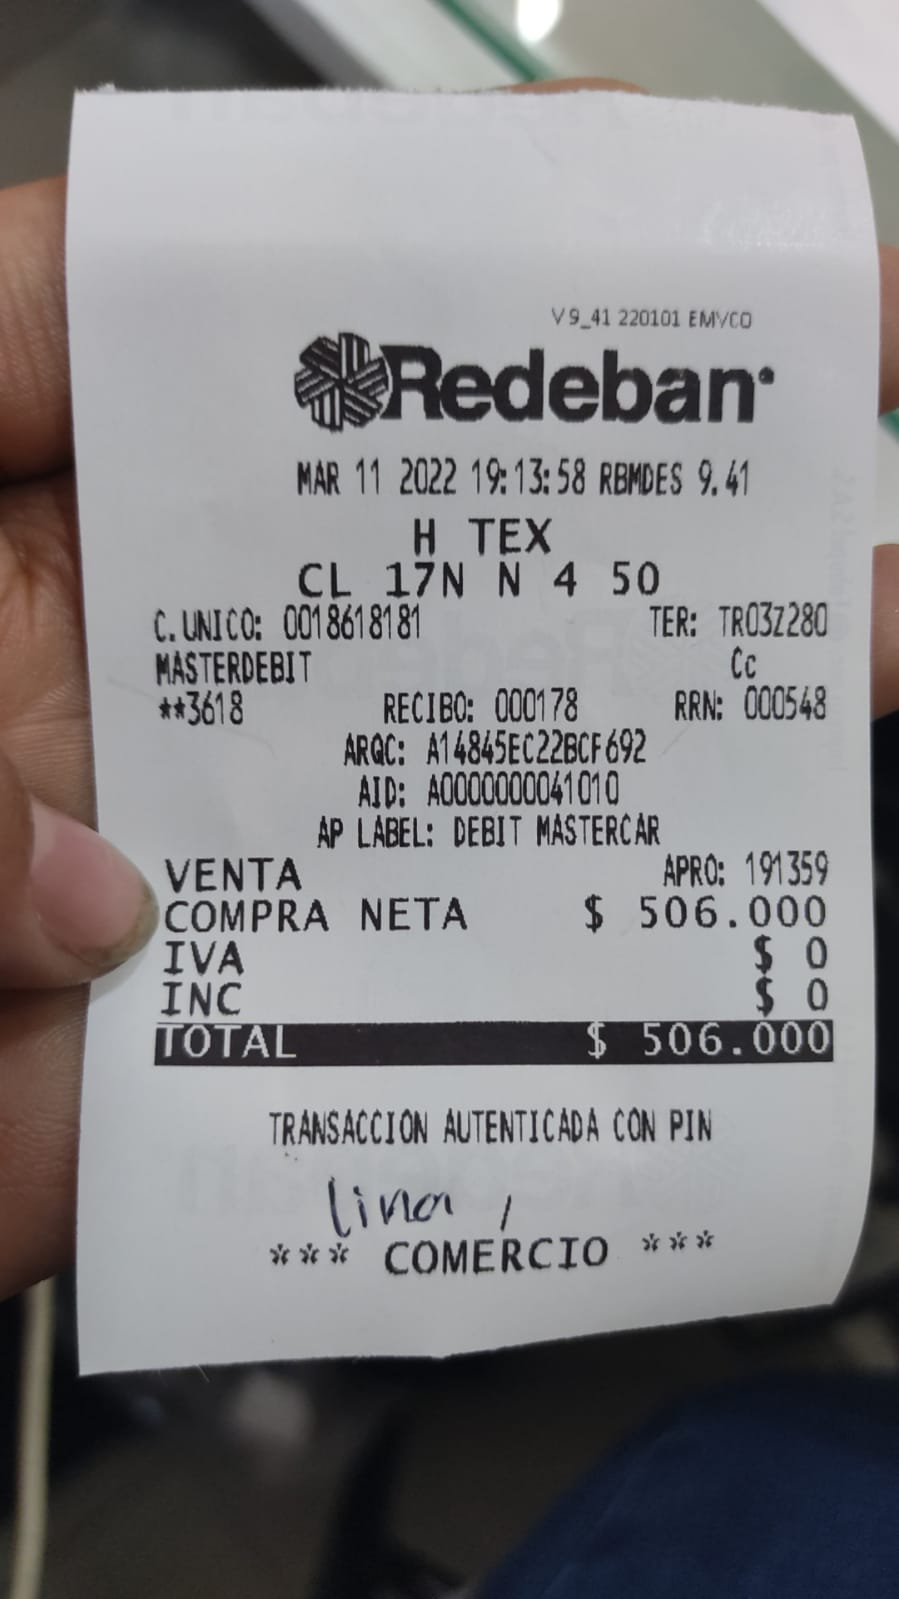 V 9_41 220101 EMVCO
Redeban
MAR 11 2022 19:13:58 RBMDES 9.41
H TEX
CL 17N N 4 50
C. UNICO: 0018618181 TER: TR03Z280
MASTERDEBIT Cc
**3618 RECIBO: 000178 RRN: 000548
ARQC: A14845EC22BCF692
AID: A0000000041010
AP LABEL: DEBIT MASTERCAR
VENTA APRO: 191359
COMPRA NETA $ 506.000
IVA $ 0
INC $ 0
TOTAL $ 506.000
TRANSACCION AUTENTICADA CON PIN
lina,
*** COMERCIO ***